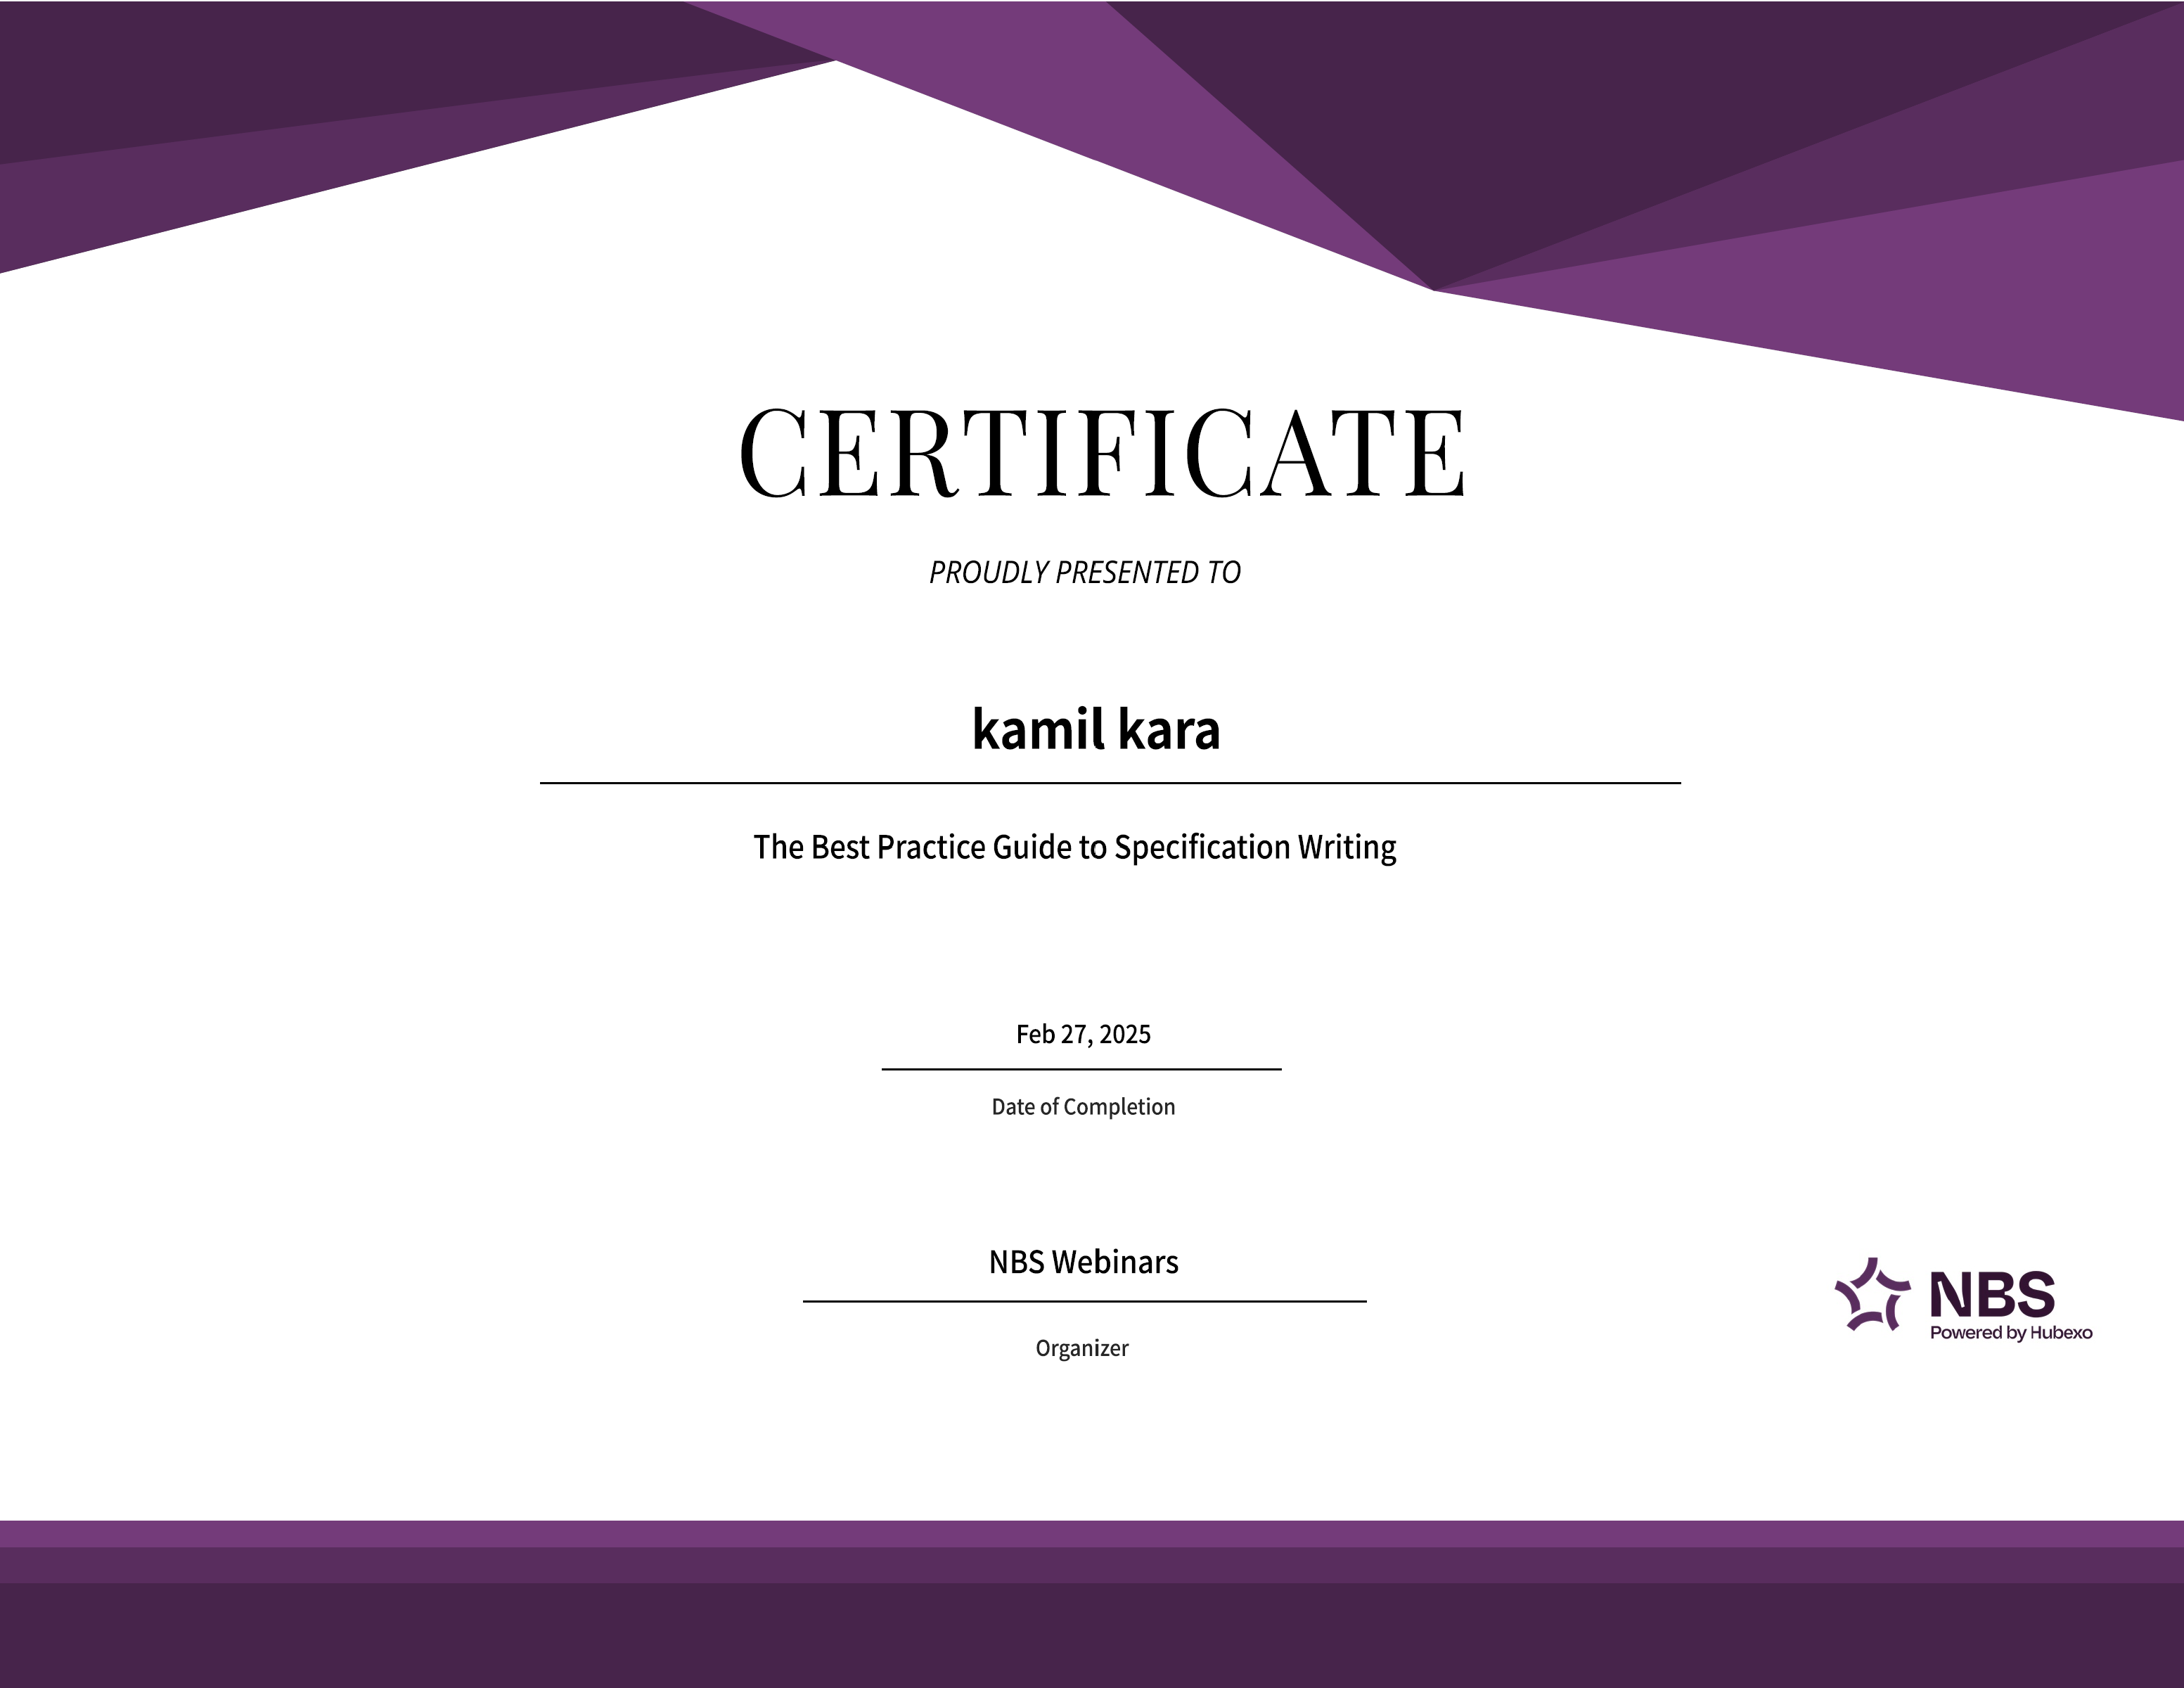 CERTIFICATE
PROUDLY PRESENTED TO
kamil kara
The Best Practice Guide to Specification Writing
Feb 27, 2025
Date of Completion
NBS Webinars
Organizer
NBS
Powered by Hubexo